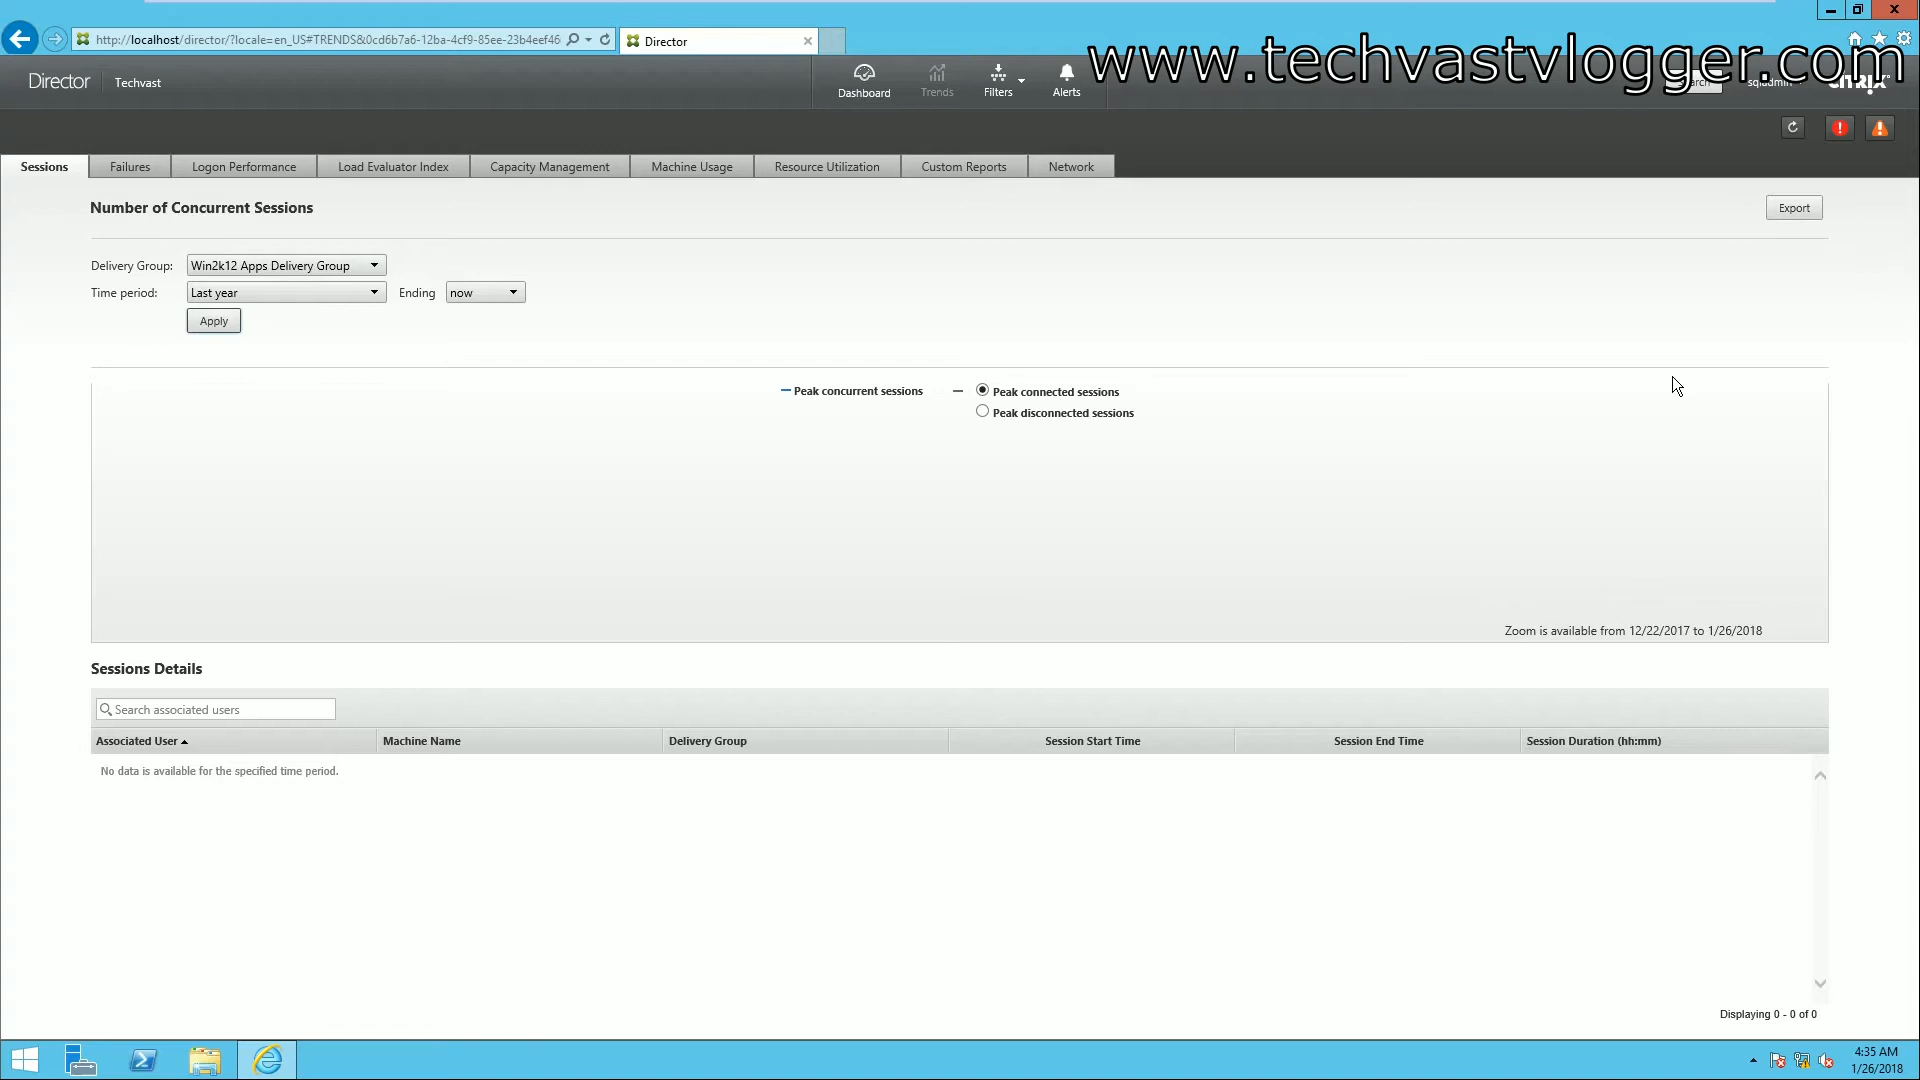 http://localhost/director/?locale=en_US#TRENDS&0cd6b7a6-12ba-4cf9-85ee-23b4eef46
Director
www.techvastvlogger.com
Director
Techvast
Dashboard
Trends
Filters
Alerts
sqladmin
CITRIX
Sessions
Failures
Logon Performance
Load Evaluator Index
Capacity Management
Machine Usage
Resource Utilization
Custom Reports
Network
Number of Concurrent Sessions
Export
Delivery Group:
Win2k12 Apps Delivery Group
Time period:
Last year
Ending
now
Apply
Peak concurrent sessions
Peak connected sessions
Peak disconnected sessions
Zoom is available from 12/22/2017 to 1/26/2018
Sessions Details
Search associated users
Associated User
Machine Name
Delivery Group
Session Start Time
Session End Time
Session Duration (hh:mm)
No data is available for the specified time period.
Displaying 0 - 0 of 0
4:35 AM
1/26/2018